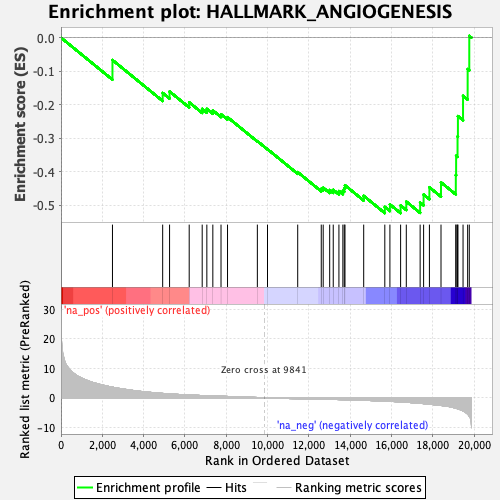 Enrichment plot: HALLMARK_ANGIOGENESIS
Enrichment score (ES)
0.0
-0.1
-0.2
-0.3
-0.4
-0.5
'na_pos' (positively correlated)
Ranked list metric (PreRanked)
30
20
10
0
-10
Zero cross at 9841
'na_neg' (negatively correlated)
0
2,000
4,000
6,000
8,000
10,000
12,000
14,000
16,000
18,000
20,000
Rank in Ordered Dataset
Enrichment profile
Hits
Ranking metric scores